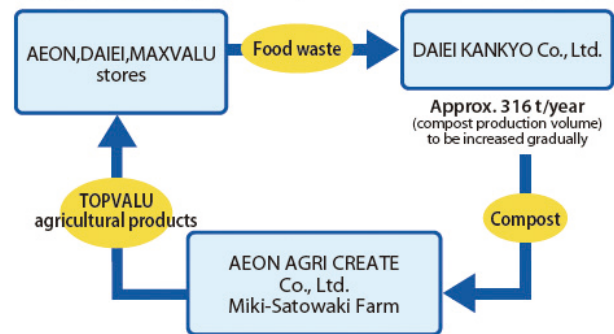 AEON,DAIEI,MAXVALU
stores
Food waste
DAIEI KANKYO Co., Ltd.
Approx. 316 t/year
(compost production volume)
to be increased gradually
TOPVALU
agricultural products
Compost
AEON AGRI CREATE
Co., Ltd.
Miki-Satowaki Farm